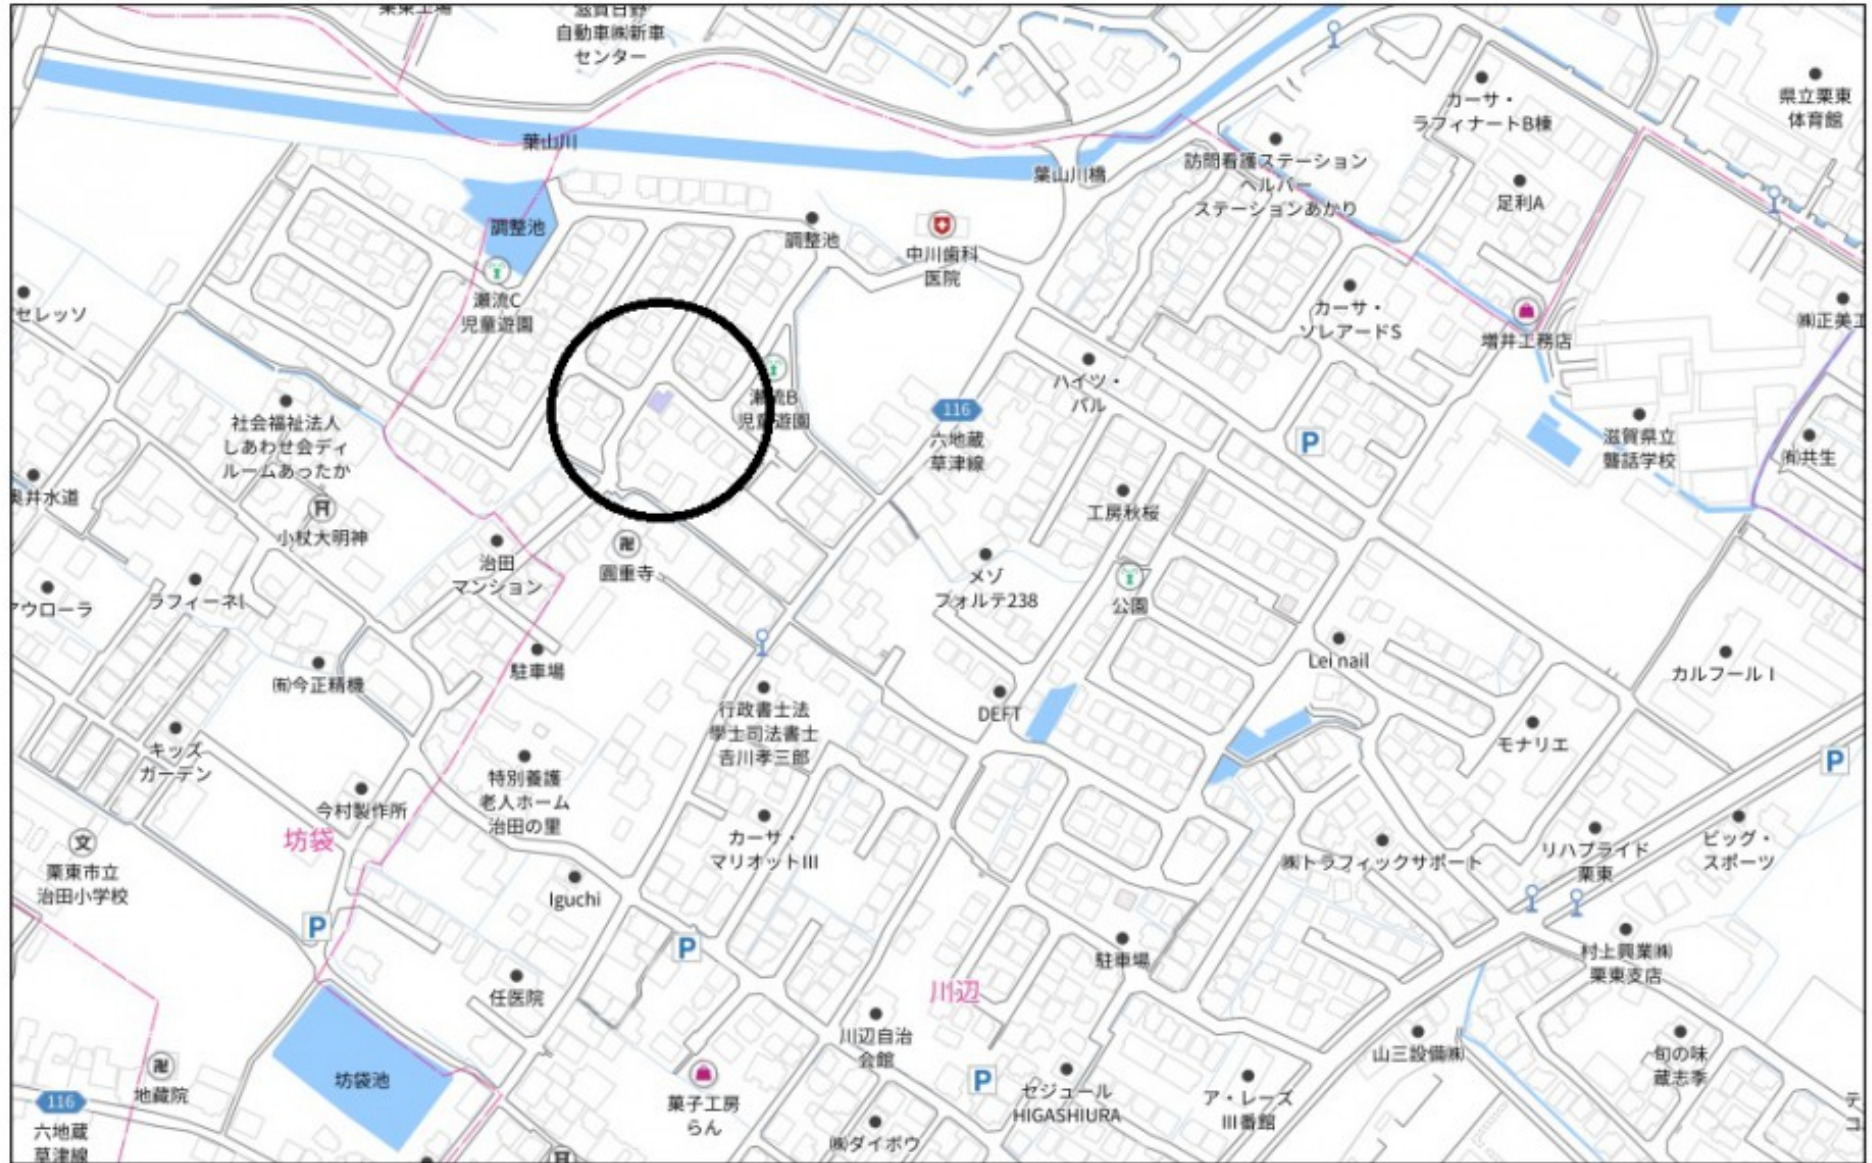 栗東工場
滋賀日野
自動車㈱新車
センター
葉山川
葉山川橋
調整池
調整池
中川歯科
医院
瀬流C
児童遊園
瀬流B
児童遊園
訪問看護ステーション
ヘルパー
ステーションあかり
カーサ・
ラフィナートB棟
県立栗東
体育館
足利A
カーサ・
ソレアードS
増井工務店
㈱正美工
セレッソ
社会福祉法人
しあわせ会ディ
ルームあったか
ハイツ・
バル
116
六地蔵
草津線
P
滋賀県立
聾話学校
㈲共生
奥井水道
小杖大明神
治田
マンション
圓重寺
工房秋桜
メゾ
フォルテ238
公園
アウローラ
ラフィーネI
㈲今正精機
駐車場
Lei nail
カルフール I
キッズ
ガーデン
行政書士法
學士司法書士
𠮷川孝三郎
DEFT
モナリエ
P
特別養護
老人ホーム
治田の里
今村製作所
坊袋
カーサ・
マリオットIII
㈱トラフィックサポート
リハプライド
栗東
ビッグ・
スポーツ
文
栗東市立
治田小学校
Iguchi
P
P
駐車場
村上興業㈱
栗東支店
任医院
川辺
川辺自治
会館
山三設備㈱
旬の味
蔵志季
坊袋池
地蔵院
116
六地蔵
草津線
菓子工房
らん
P
セジュール
HIGASHIURA
ア・レーズ
III番館
㈱ダイボウ
テ
コ